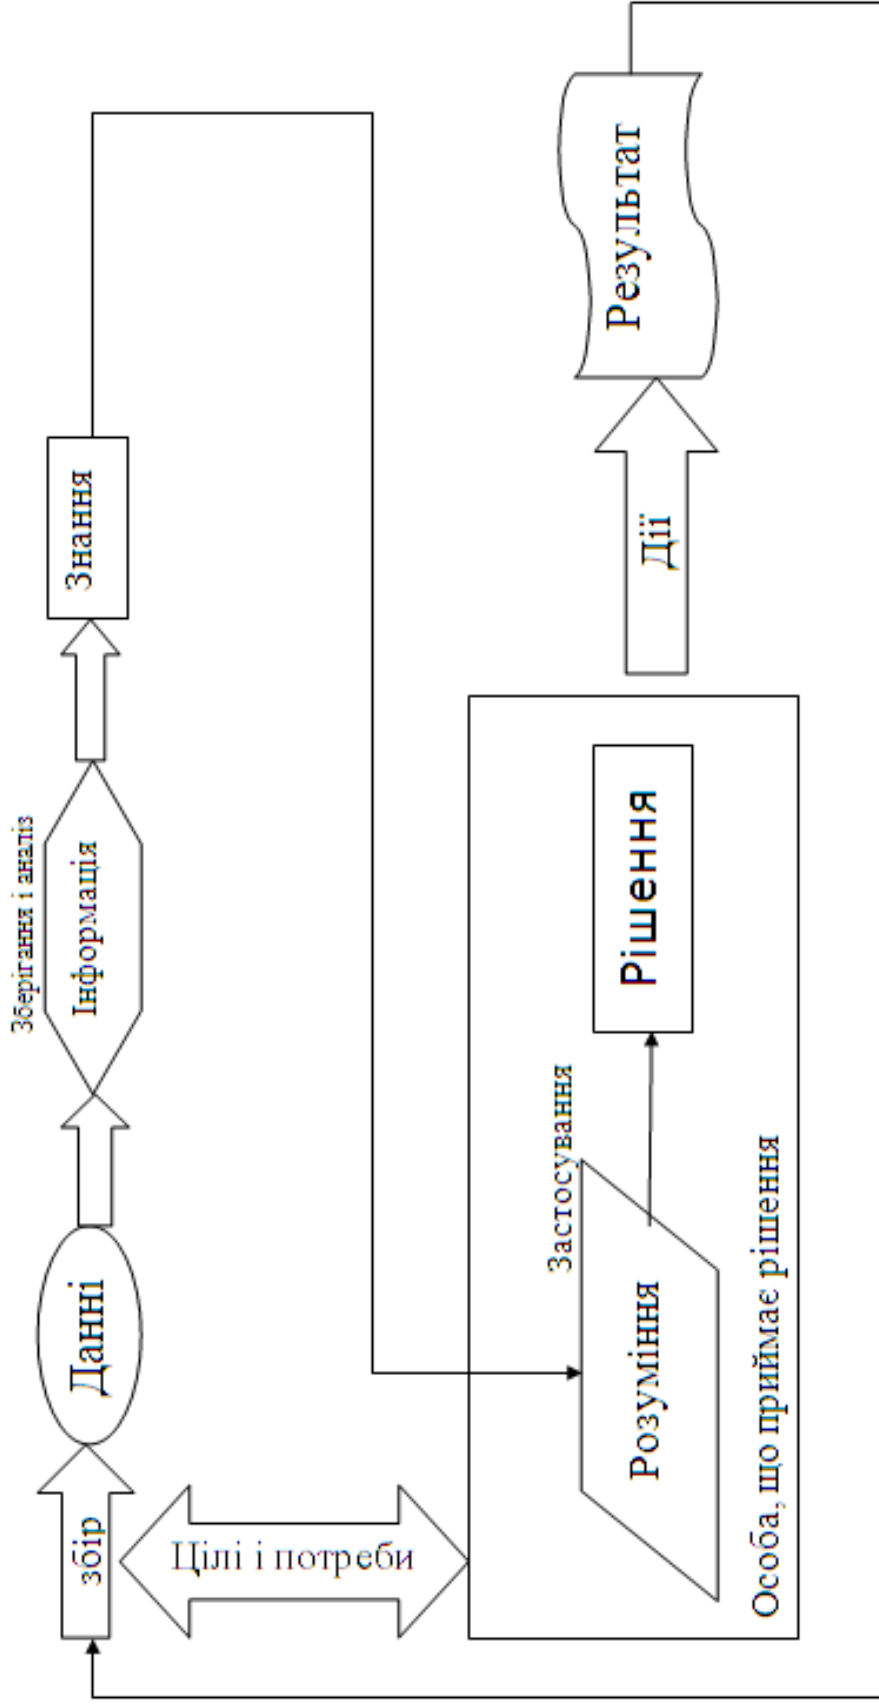 збір
Данні
Зберігання і аналіз
Інформація
Знання
Цілі і потреби
Застосування
Розуміння
Рішення
Особа, що приймає рішення
Дії
Результат